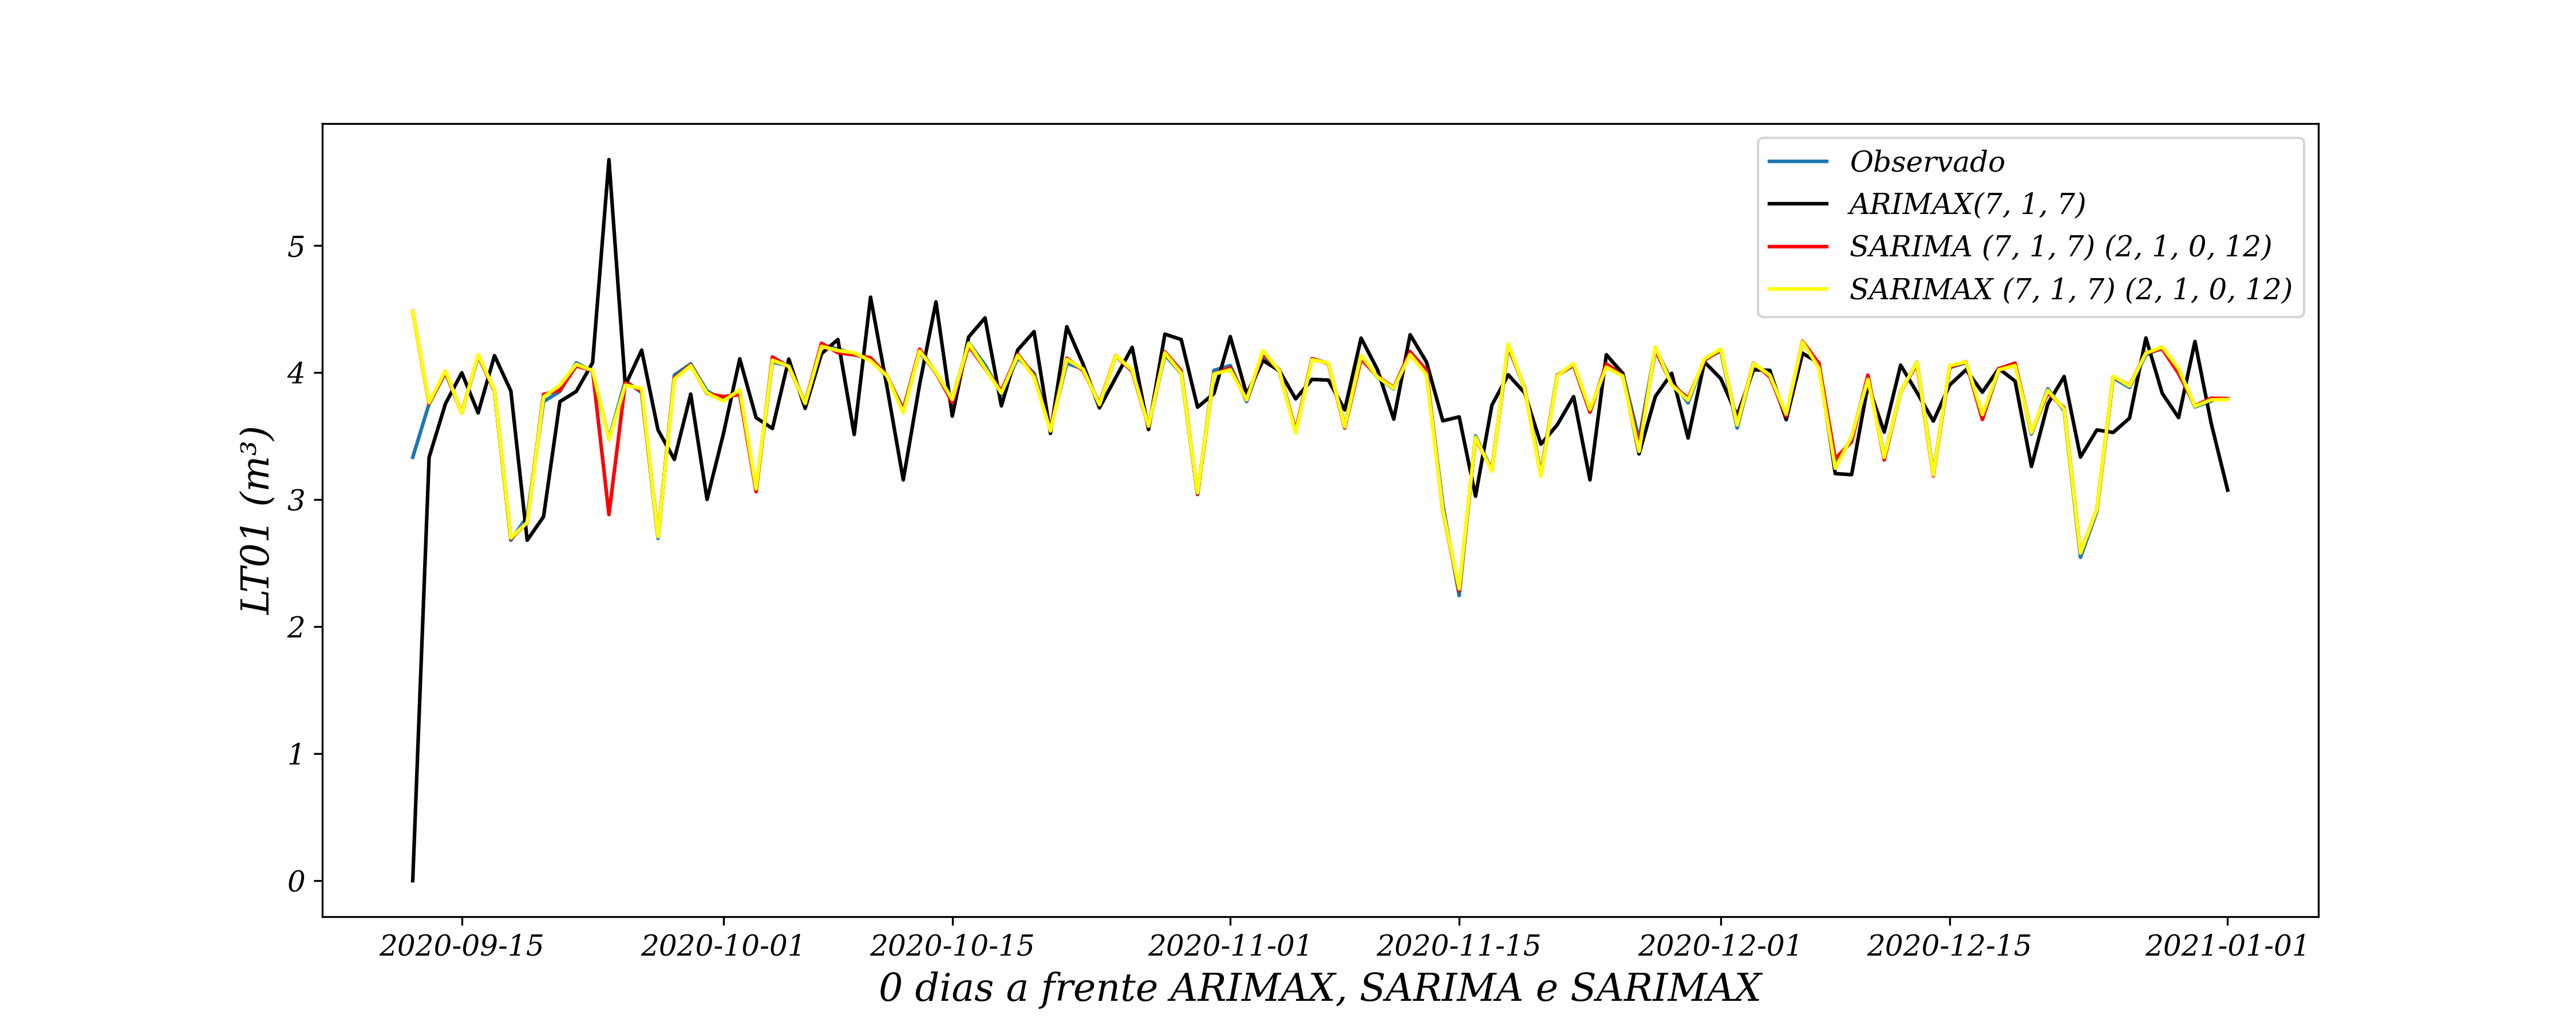 Observado
ARIMAX(7, 1, 7)
SARIMA (7, 1, 7) (2, 1, 0, 12)
SARIMAX (7, 1, 7) (2, 1, 0, 12)
5
4
3
2
1
0
LT01 (m³)
2020-09-15 2020-10-01 2020-10-15 2020-11-01 2020-11-15 2020-12-01 2020-12-15 2021-01-01
0 dias a frente ARIMAX, SARIMA e SARIMAX